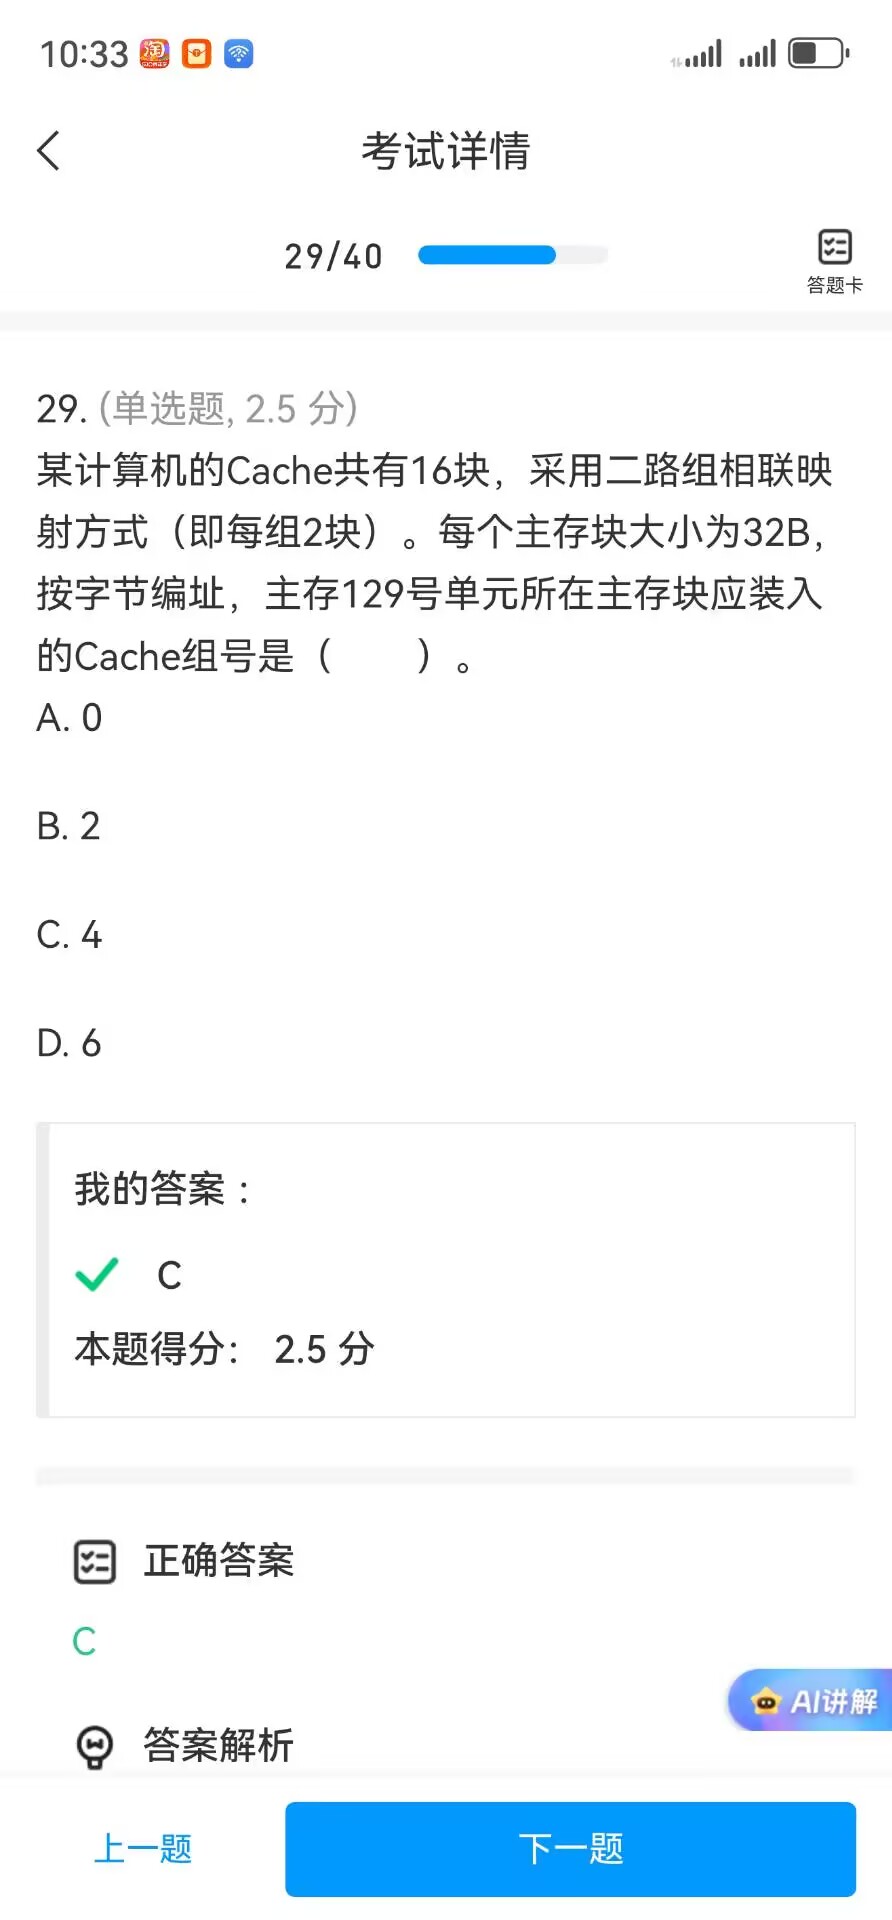 10:33
考试详情
29/40
答题卡
29. (单选题, 2.5 分)
某计算机的Cache共有16块，采用二路组相联映
射方式（即每组2块）。每个主存块大小为32B，
按字节编址，主存129号单元所在主存块应装入
的Cache组号是（　　）。
A. 0
B. 2
C. 4
D. 6
我的答案：
C
本题得分： 2.5 分
正确答案
C
AI讲解
答案解析
上一题
下一题